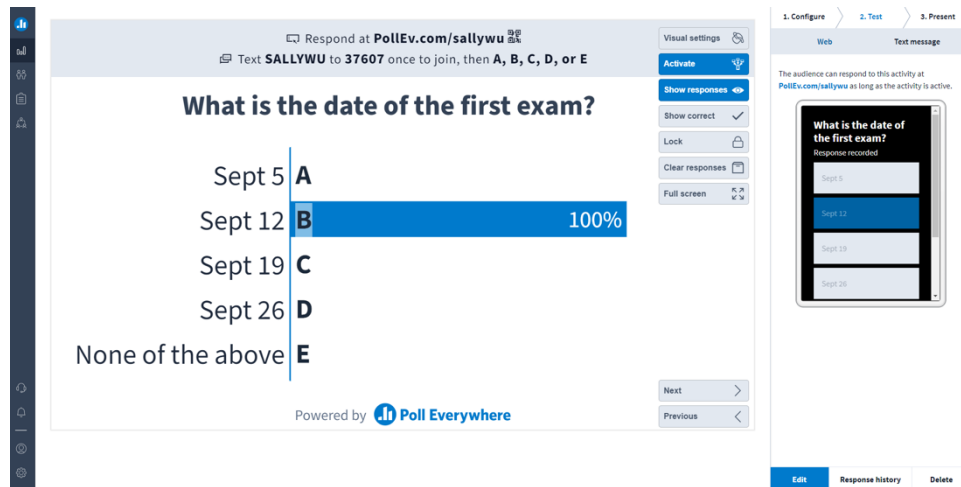 Respond at PollEv.com/sallywu
Text SALLYWU to 37607 once to join, then A, B, C, D, or E
What is the date of the first exam?
Sept 5 A
Sept 12 B 100%
Sept 19 C
Sept 26 D
None of the above E
Powered by Poll Everywhere
Visual settings
Activate
Show responses
Show correct
Lock
Clear responses
Full screen
Next
Previous
1. Configure 2. Test 3. Present
Web Text message
The audience can respond to this activity at
PollEv.com/sallywu as long as the activity is active.
What is the date of
the first exam?
Response recorded
Sept 5
Sept 12
Sept 19
Sept 26
Edit Response history Delete